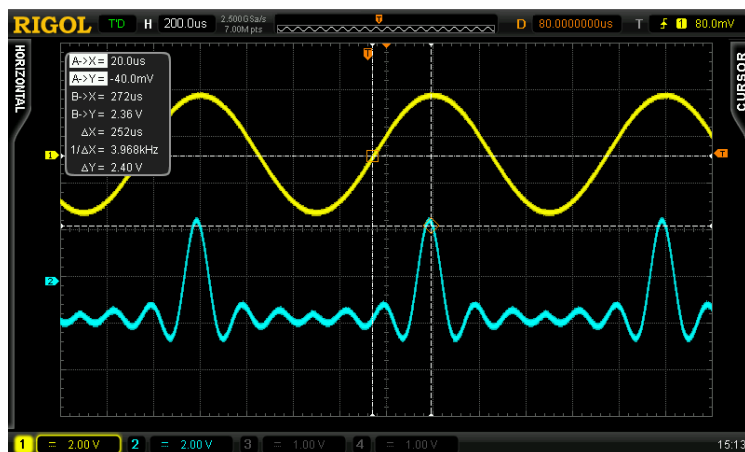 RIGOL T'D H 200.0us 2.500GSa/s 7.00M pts T D 80.0000000us T 1 80.0mV
HORIZONTAL
CURSOR
T
A->X= 20.0us
A->Y= -40.0mV
B->X= 272us
B->Y= 2.36 V
ΔX= 252us
1/ΔX= 3.968kHz
ΔY= 2.40 V
1
T
2
1 = 2.00 V 2 = 2.00 V 3 = 1.00 V 4 = 1.00 V 15:13